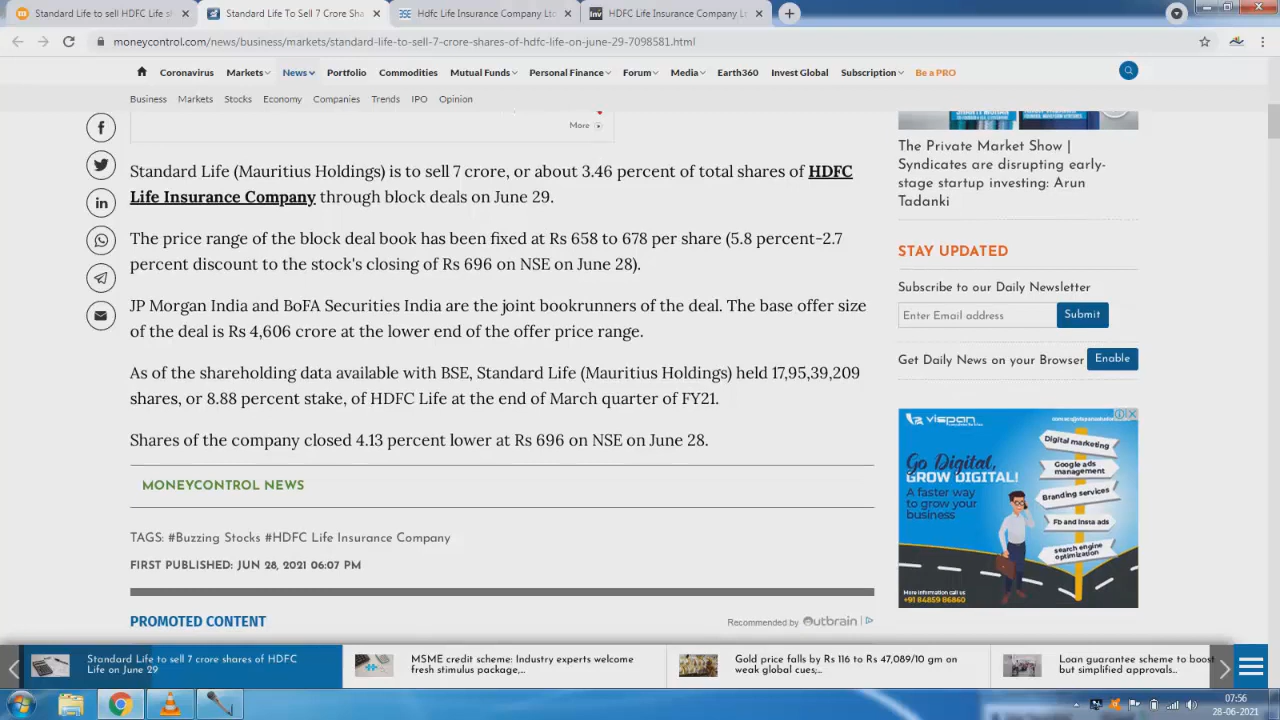 HDFC Life Insurance Compan
HDFC Life Insurance Company L
moneycontrol.com/news/business/markets/standard-life-to-sell-7-crore-shares-of-hdfc-life-on-june-29-7098581.html
Coronavirus Markets News Portfolio Commodities Mutual Funds Personal Finance Forum Media Earth360 Invest Global Subscription Be a PRO
Business Markets Stocks Economy Companies Trends IPO Opinion
More
Standard Life (Mauritius Holdings) is to sell 7 crore, or about 3.46 percent of total shares of HDFC
Life Insurance Company through block deals on June 29.
The price range of the block deal book has been fixed at Rs 658 to 678 per share (5.8 percent-2.7
percent discount to the stock's closing of Rs 696 on NSE on June 28).
JP Morgan India and BoFA Securities India are the joint bookrunners of the deal. The base offer size
of the deal is Rs 4,606 crore at the lower end of the offer price range.
As of the shareholding data available with BSE, Standard Life (Mauritius Holdings) held 17,95,39,209
shares, or 8.88 percent stake, of HDFC Life at the end of March quarter of FY21.
Shares of the company closed 4.13 percent lower at Rs 696 on NSE on June 28.
MONEYCONTROL NEWS
TAGS: #Buzzing Stocks #HDFC Life Insurance Company
FIRST PUBLISHED: JUN 28, 2021 06:07 PM
PROMOTED CONTENT
Recommended by Outbrain
The Private Market Show |
Syndicates are disrupting early-
stage startup investing: Arun
Tadanki
STAY UPDATED
Subscribe to our Daily Newsletter
Enter Email address Submit
Get Daily News on your Browser Enable
vispan
Go Digital,
GROW DIGITAL!
A faster way
to grow your
business
Digital marketing
Google ads
management
Branding services
Fb and Insta ads
search engine
optimization
More information call us
+91 84859 86860
Standard Life to sell 7 crore shares of HDFC
Life on June 29
MSME credit scheme: Industry experts welcome
fresh stimulus package,...
Gold price falls by Rs 116 to Rs 47,089/10 gm on
weak global cues;...
Loan guarantee scheme to boost
but simplified approvals...
07:56
28-06-2021